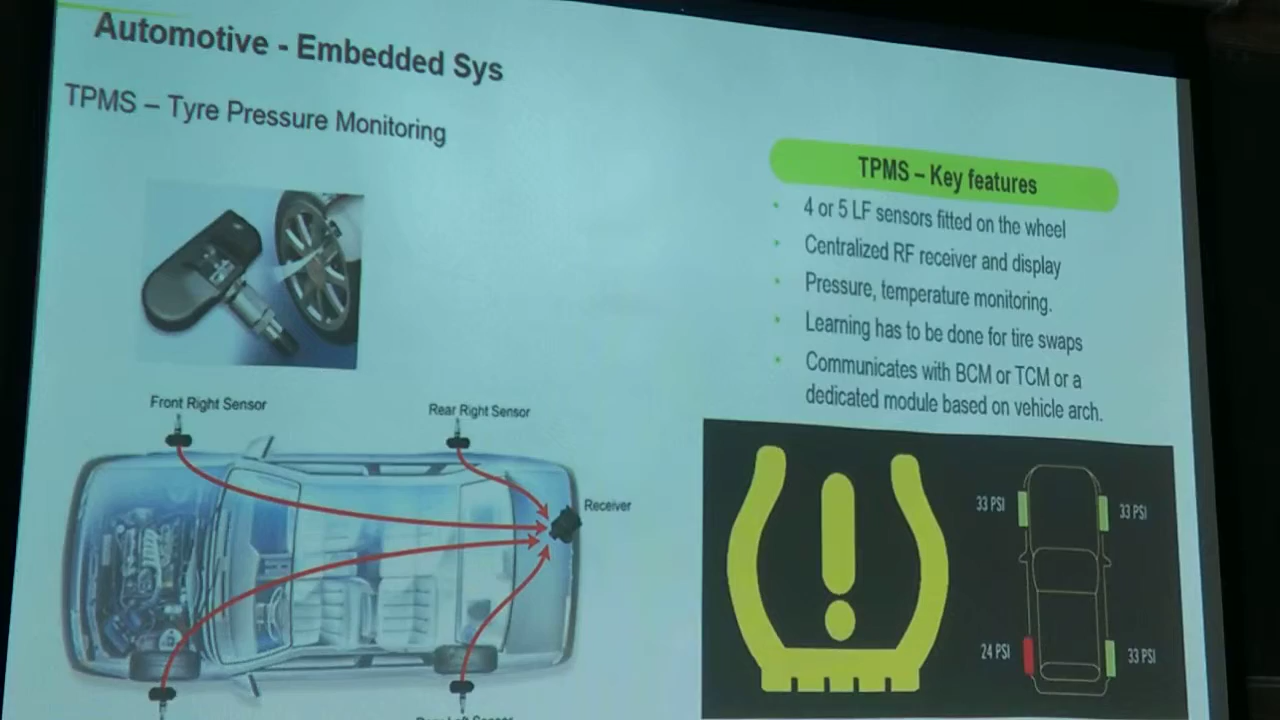 Automotive - Embedded Sys
TPMS – Tyre Pressure Monitoring
TPMS – Key features
4 or 5 LF sensors fitted on the wheel
Centralized RF receiver and display
Pressure, temperature monitoring.
Learning has to be done for tire swaps
Communicates with BCM or TCM or a
dedicated module based on vehicle arch.
Front Right Sensor
Rear Right Sensor
Receiver
33 PSI
33 PSI
24 PSI
33 PSI